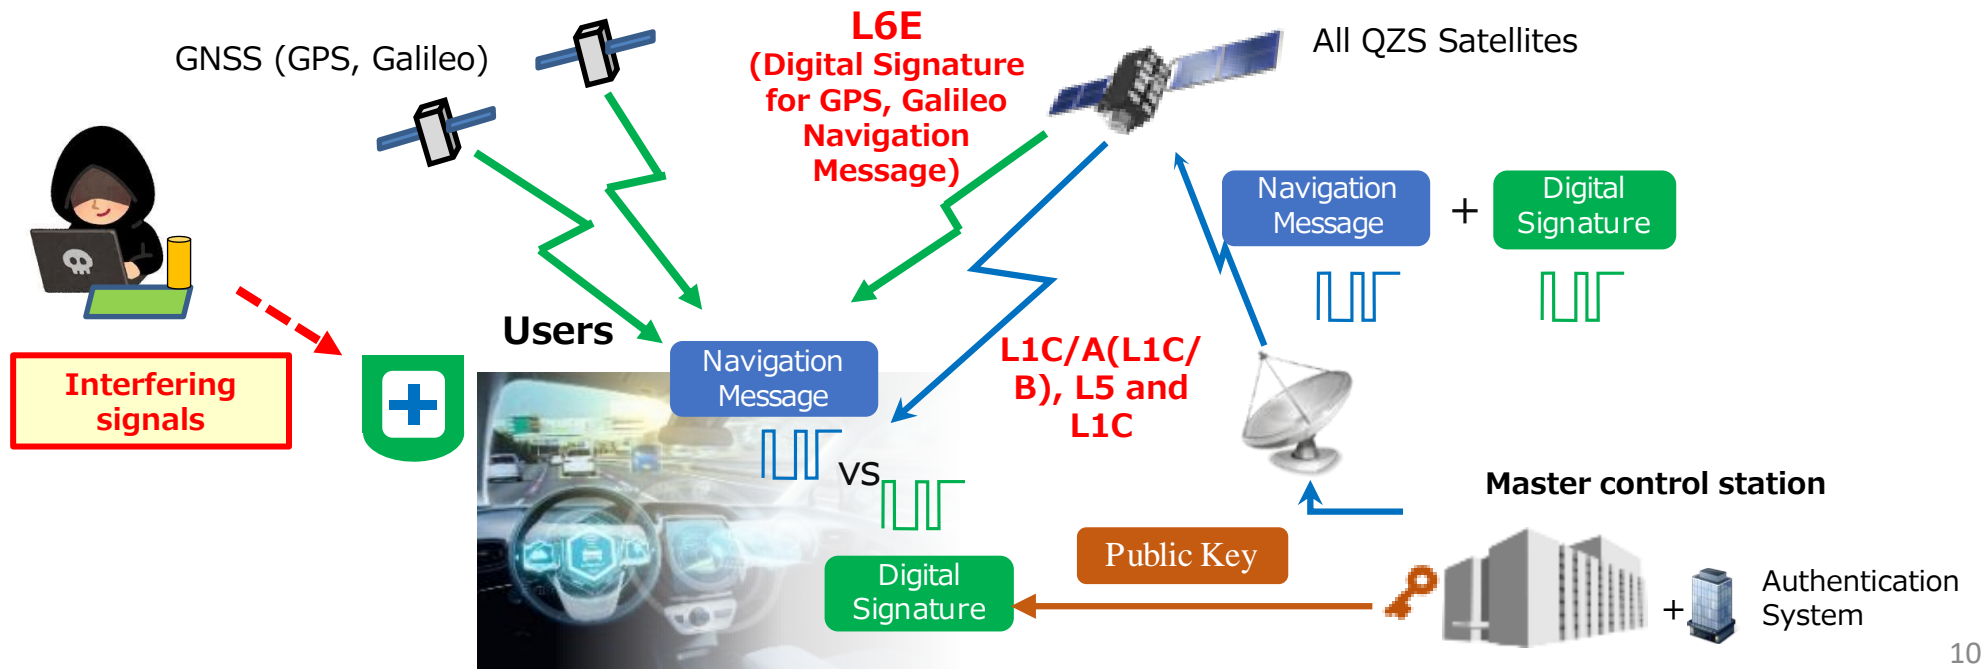 GNSS (GPS, Galileo)
L6E
(Digital Signature
for GPS, Galileo
Navigation
Message)
All QZS Satellites
Navigation
Message
+
Digital
Signature
Interfering
signals
Users
Navigation
Message
vs
Digital
Signature
L1C/A(L1C/
B), L5 and
L1C
Master control station
Public Key
+
Authentication
System
10